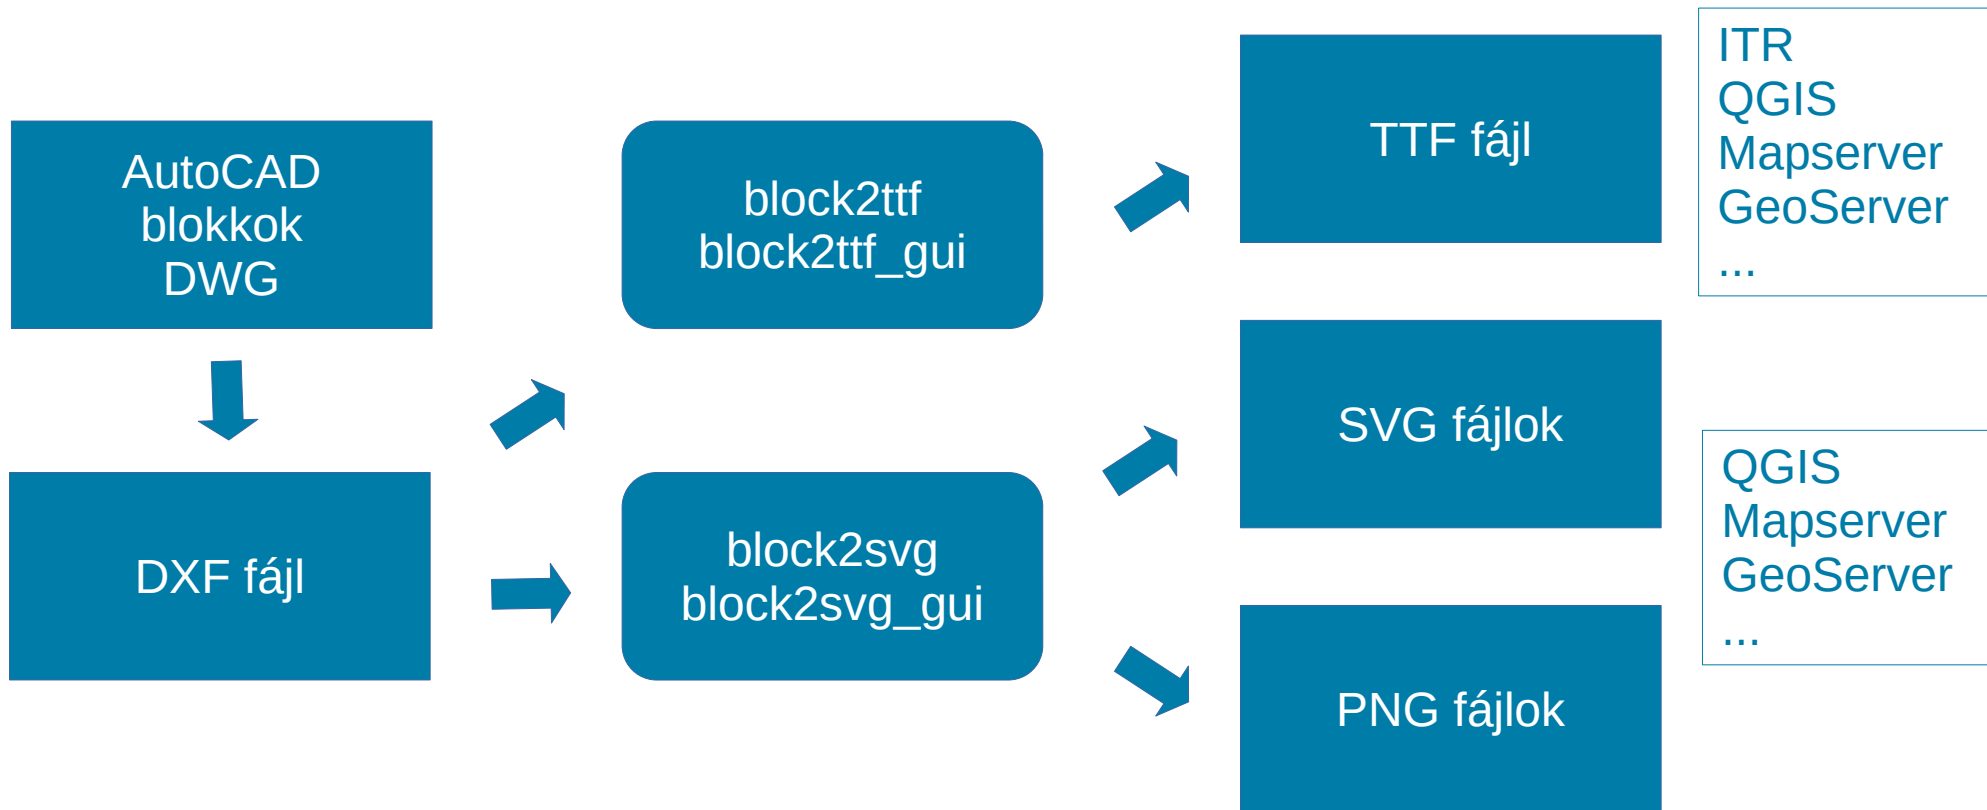 AutoCAD
blokkok
DWG
DXF fájl
block2ttf
block2ttf_gui
block2svg
block2svg_gui
TTF fájl
SVG fájlok
PNG fájlok
ITR
QGIS
Mapserver
GeoServer
...
QGIS
Mapserver
GeoServer
...